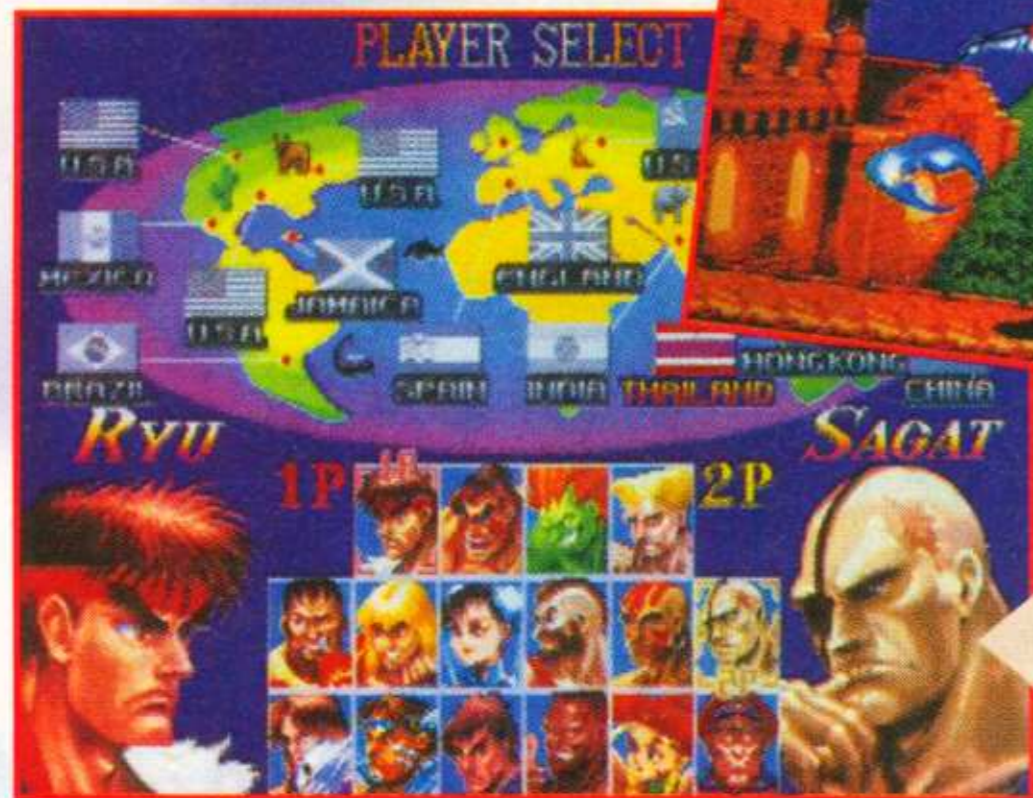 PLAYER SELECT
U.S.A.
U.S.A.
MEXICO
ENGLAND
JAMAICA
U.S.A.
HONGKONG
BRAZIL
SPAIN
INDIA
THAILAND
CHINA
RYU
SAGAT
1P
2P